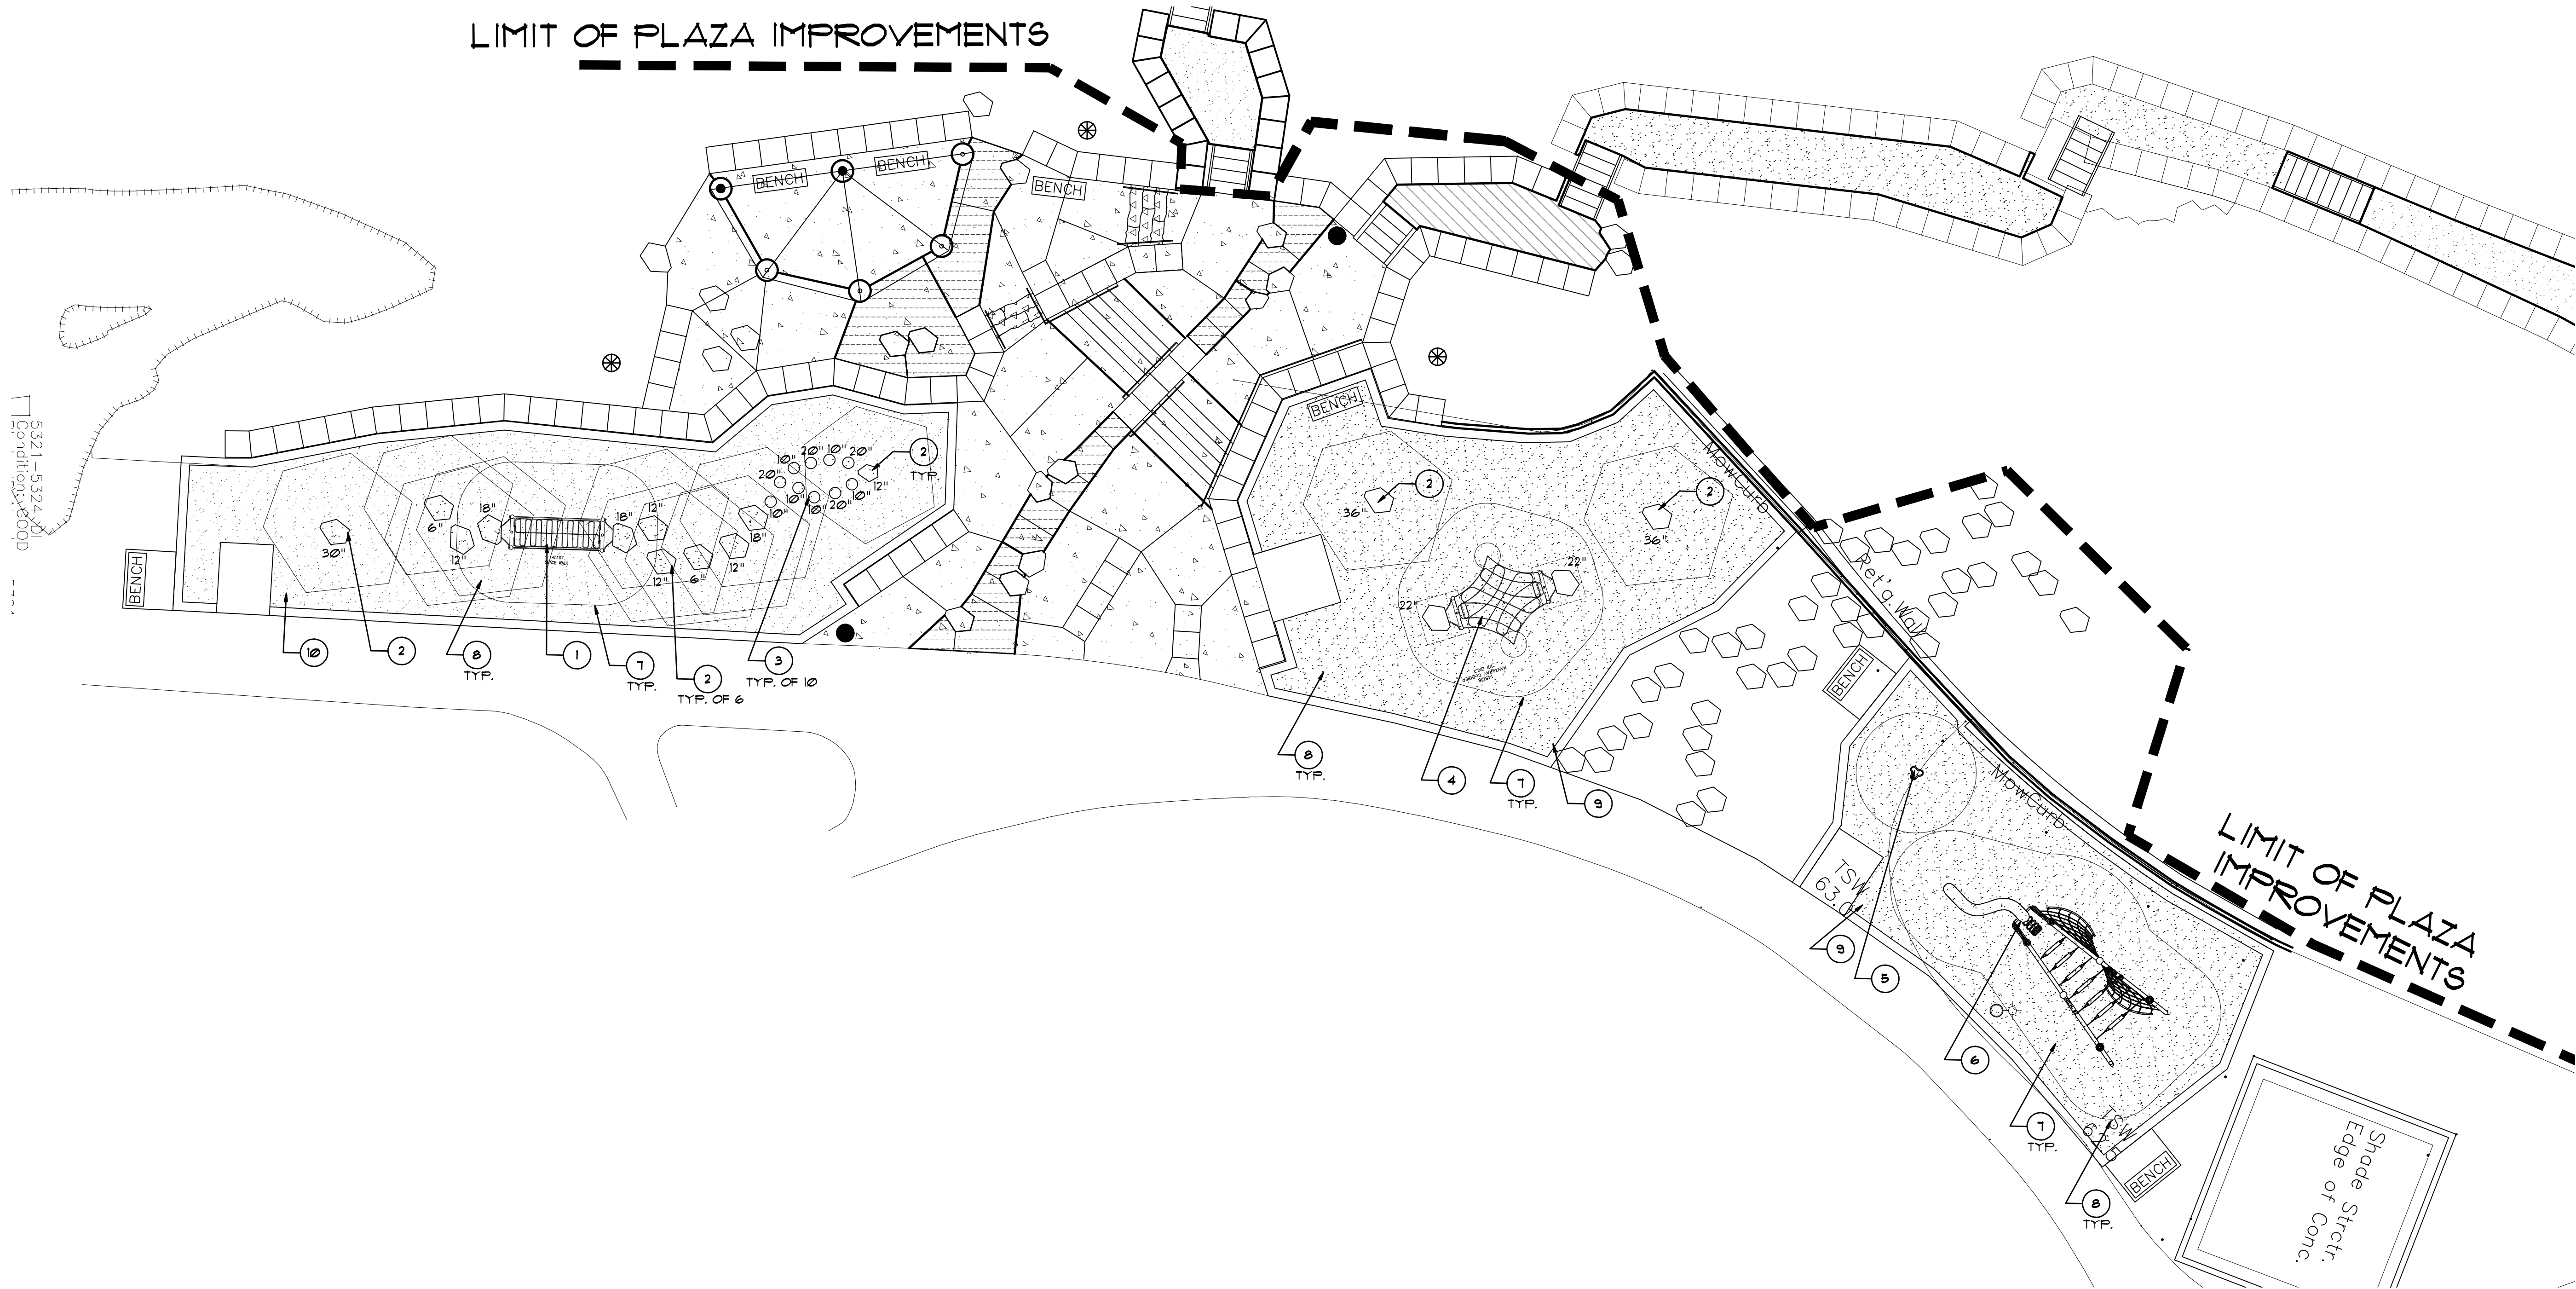 LIMIT OF PLAZA IMPROVEMENTS
BENCH
BENCH
BENCH
5321-5324 DI
Condition: GOOD
BENCH
BENCH
30"
6"
12"
18"
18"
12"
12"
6"
12"
18"
20"
10"
20"
10"
20"
10"
10"
10"
20"
10"
12"
2
TYP.
10
2
8
TYP.
1
7
TYP.
2
TYP. OF 6
3
TYP. OF 10
36"
2
36"
2
22"
22"
MowCurb
Ret'g. Wall
BENCH
8
TYP.
4
7
TYP.
9
MowCurb
TSW
63.0
LIMIT OF PLAZA
IMPROVEMENTS
9
5
6
7
TYP.
TSW
8
TYP.
BENCH
Shade Strctr.
Edge of Conc.